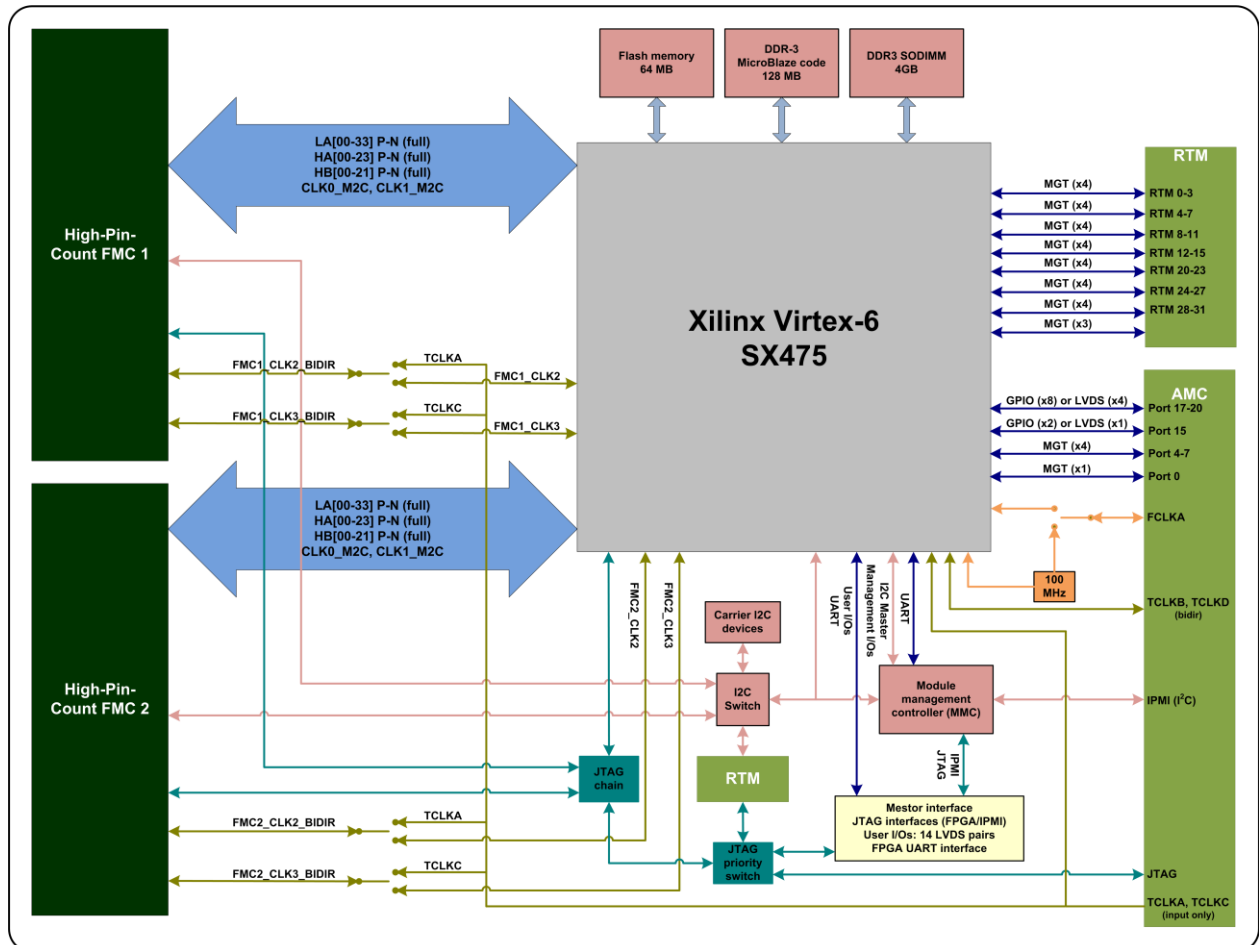 Flash memory
64 MB
DDR-3
MicroBlaze code
128 MB
DDR3 SODIMM
4GB
High-Pin-
Count FMC 1
LA[00-33] P-N (full)
HA[00-23] P-N (full)
HB[00-21] P-N (full)
CLK0_M2C, CLK1_M2C
Xilinx Virtex-6
SX475
RTM
MGT (x4)
RTM 0-3
MGT (x4)
RTM 4-7
MGT (x4)
RTM 8-11
MGT (x4)
RTM 12-15
MGT (x4)
RTM 20-23
MGT (x4)
RTM 24-27
MGT (x4)
RTM 28-31
MGT (x3)
FMC1_CLK2_BIDIR
TCLKA
FMC1_CLK2
FMC1_CLK3_BIDIR
TCLKC
FMC1_CLK3
AMC
GPIO (x8) or LVDS (x4)
Port 17-20
GPIO (x2) or LVDS (x1)
Port 15
MGT (x4)
Port 4-7
MGT (x1)
Port 0
FCLKA
100
MHz
TCLKB, TCLKD
(bidir)
High-Pin-
Count FMC 2
LA[00-33] P-N (full)
HA[00-23] P-N (full)
HB[00-21] P-N (full)
CLK0_M2C, CLK1_M2C
FMC2_CLK2
FMC2_CLK3
User I/Os
UART
I2C Master
Management I/Os
UART
Carrier I2C
devices
I2C
Switch
Module
management
controller (MMC)
IPMI (I²C)
JTAG
chain
RTM
IPMI
JTAG
Mestor interface
JTAG interfaces (FPGA/IPMI)
User I/Os: 14 LVDS pairs
FPGA UART interface
JTAG
priority
switch
FMC2_CLK2_BIDIR
TCLKA
FMC2_CLK3_BIDIR
TCLKC
JTAG
TCLKA, TCLKC
(input only)